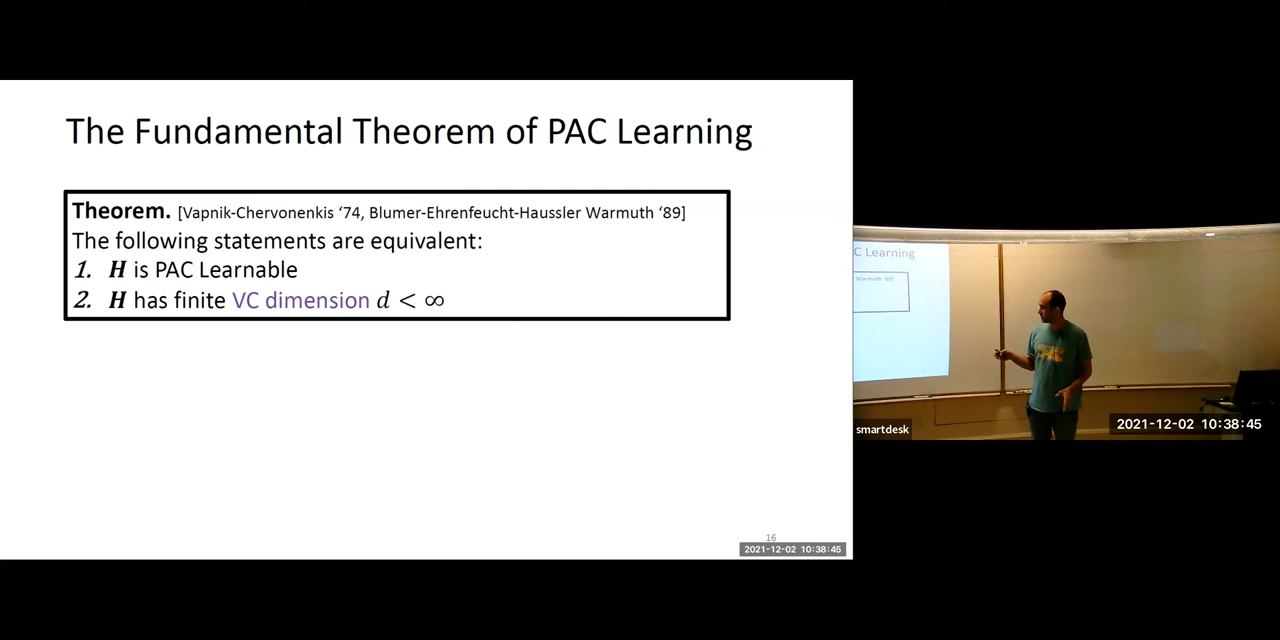 The Fundamental Theorem of PAC Learning
Theorem. [Vapnik-Chervonenkis ‘74, Blumer-Ehrenfeucht-Haussler Warmuth ‘89]
The following statements are equivalent:
1. H is PAC Learnable
2. H has finite VC dimension d < ∞
16
2021-12-02 10:38:45
C Learning
Warmuth ‘89]
smartdesk
2021-12-02 10:38:45